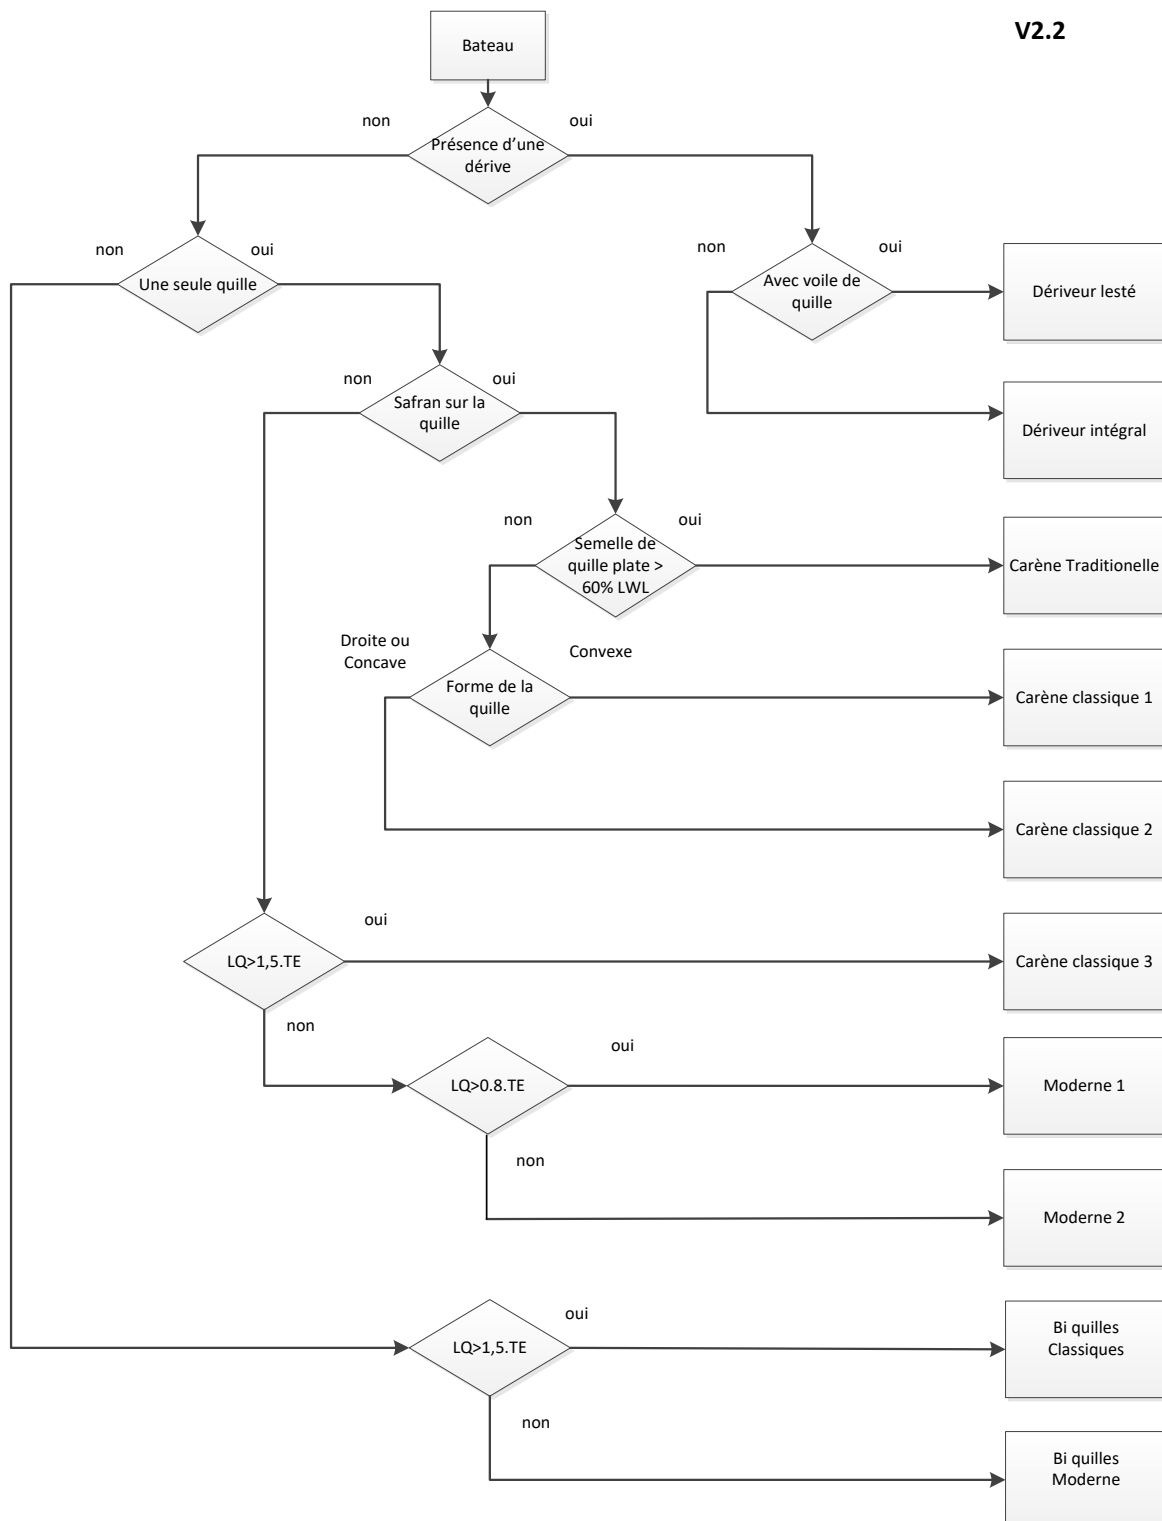 V2.2
Bateau
non
oui
Présence d'une
dérive
non
oui
Une seule quille
non
oui
Avec voile de
quille
Dériveur lesté
non
oui
Safran sur la
quille
Dériveur intégral
non
oui
Semelle de
quille plate >
60% LWL
Carène Traditionelle
Droite ou
Concave
Convexe
Forme de la
quille
Carène classique 1
Carène classique 2
oui
LQ>1,5.TE
Carène classique 3
non
oui
LQ>0.8.TE
Moderne 1
non
Moderne 2
oui
LQ>1,5.TE
Bi quilles
Classiques
non
Bi quilles
Moderne